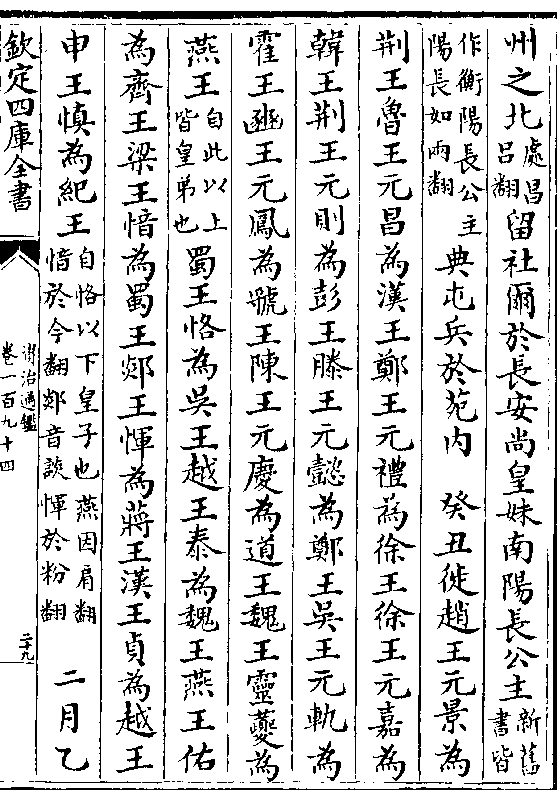 州之北處昌呂翻留社爾於長安尚皇妹南陽長公主新舊書皆
作衡陽長公主陽長知兩翻典屯兵於苑内　癸丑徙趙王元景為
荆王魯王元昌為漢王鄭王元禮為徐王徐王元嘉為
韓王荆王元則為彭王滕王元懿為鄭王吳王元軌為
霍王豳王元鳳為虢王陳王元慶為道王魏王靈夔為
燕王自此以上皆皇弟也蜀王恪為吳王越王泰為魏王燕王佑
為齊王梁王愔為蜀王郯王惲為蔣王漢王貞為越王
申王慎為紀王自恪以下皇子也燕因肩翻愔於今翻郯音談惲於粉翻　二月乙
欽定四庫全書
資治通鑑
卷一百九十四
二十九